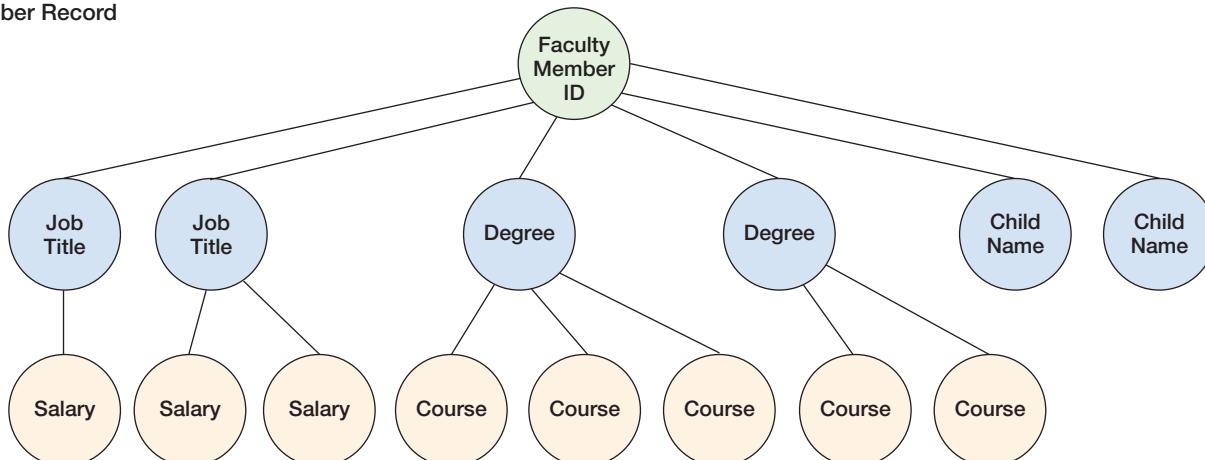 ber Record
Faculty
Member
ID
Job
Title
Job
Title
Degree
Degree
Child
Name
Child
Name
Salary
Salary
Salary
Course
Course
Course
Course
Course